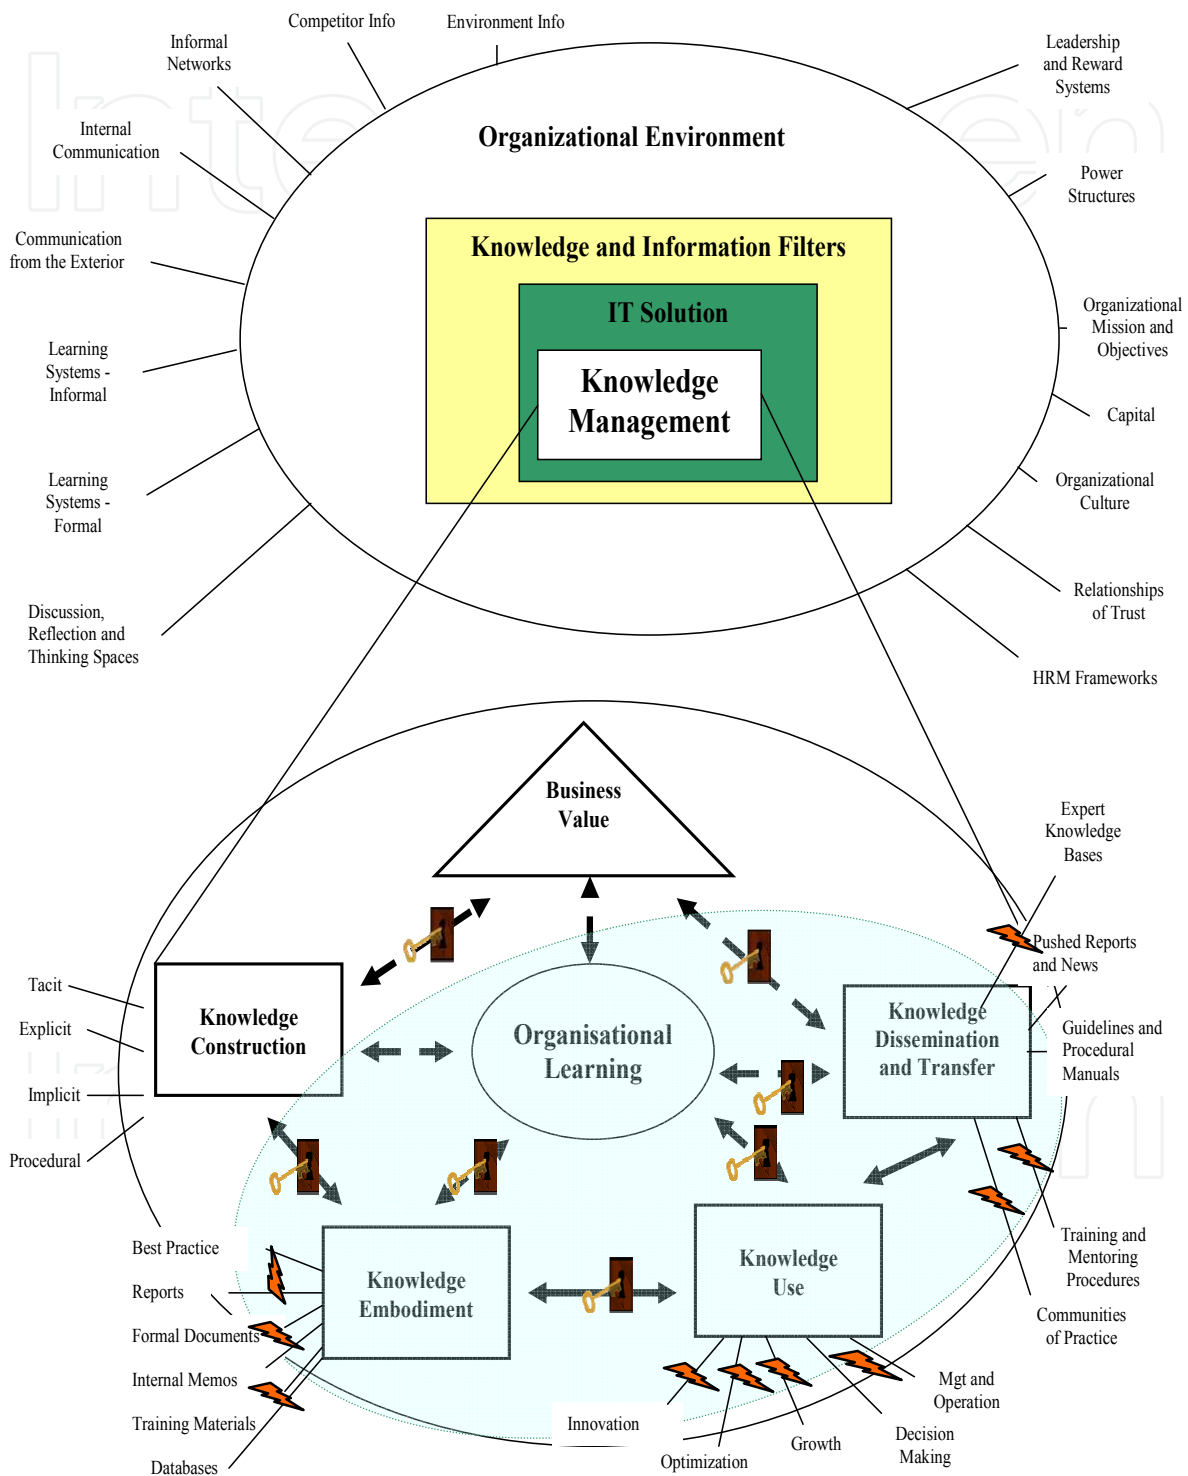 Competitor Info
Environment Info
Informal
Networks
Leadership
and Reward
Systems
Internal
Communication
Organizational Environment
Power
Structures
Communication
from the Exterior
Knowledge and Information Filters
IT Solution
Organizational
Mission and
Objectives
Learning
Systems -
Informal
Knowledge
Management
Capital
Learning
Systems -
Formal
Organizational
Culture
Discussion,
Reflection and
Thinking Spaces
Relationships
of Trust
HRM Frameworks
Business
Value
Expert
Knowledge
Bases
Pushed Reports
and News
Tacit
Explicit
Implicit
Procedural
Knowledge
Construction
Organisational
Learning
Knowledge
Dissemination
and Transfer
Guidelines and
Procedural
Manuals
Best Practice
Reports
Formal Documents
Internal Memos
Training Materials
Databases
Knowledge
Embodiment
Knowledge
Use
Training and
Mentoring
Procedures
Communities
of Practice
Innovation
Optimization
Growth
Decision
Making
Mgt and
Operation